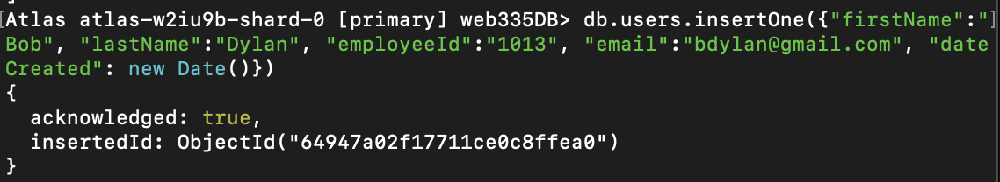 [Atlas atlas-w2iu9b-shard-0 [primary] web335DB> db.users.insertOne({"firstName":"]
Bob", "lastName":"Dylan", "employeeId":"1013", "email":"bdylan@gmail.com", "date
Created": new Date()})
{
  acknowledged: true,
  insertedId: ObjectId("64947a02f17711ce0c8ffea0")
}